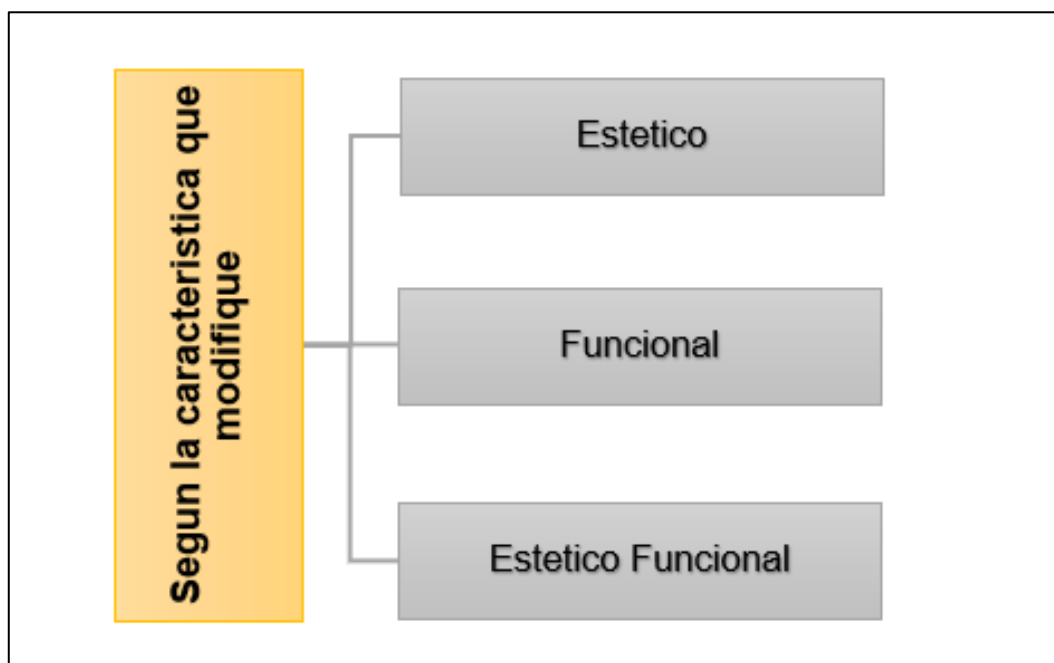 Segun la caracteristica que
modifique
Estetico
Funcional
Estetico Funcional